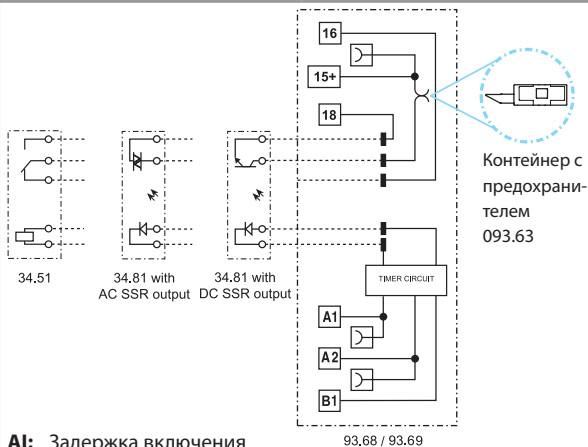 16
15+
18
Контейнер с
предохрани-
телем
093.63
34.51
34.81 with
AC SSR output
34.81 with
DC SSR output
TIMER CIRCUIT
A1
A2
B1
93.68 / 93.69
AI: Задержка включения